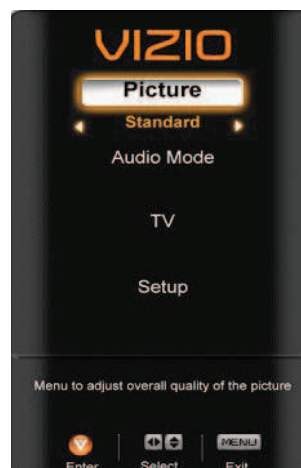 VIZIO
Picture
Standard
Audio Mode
TV
Setup
Menu to adjust overall quality of the picture
MENU
Enter Select Exit